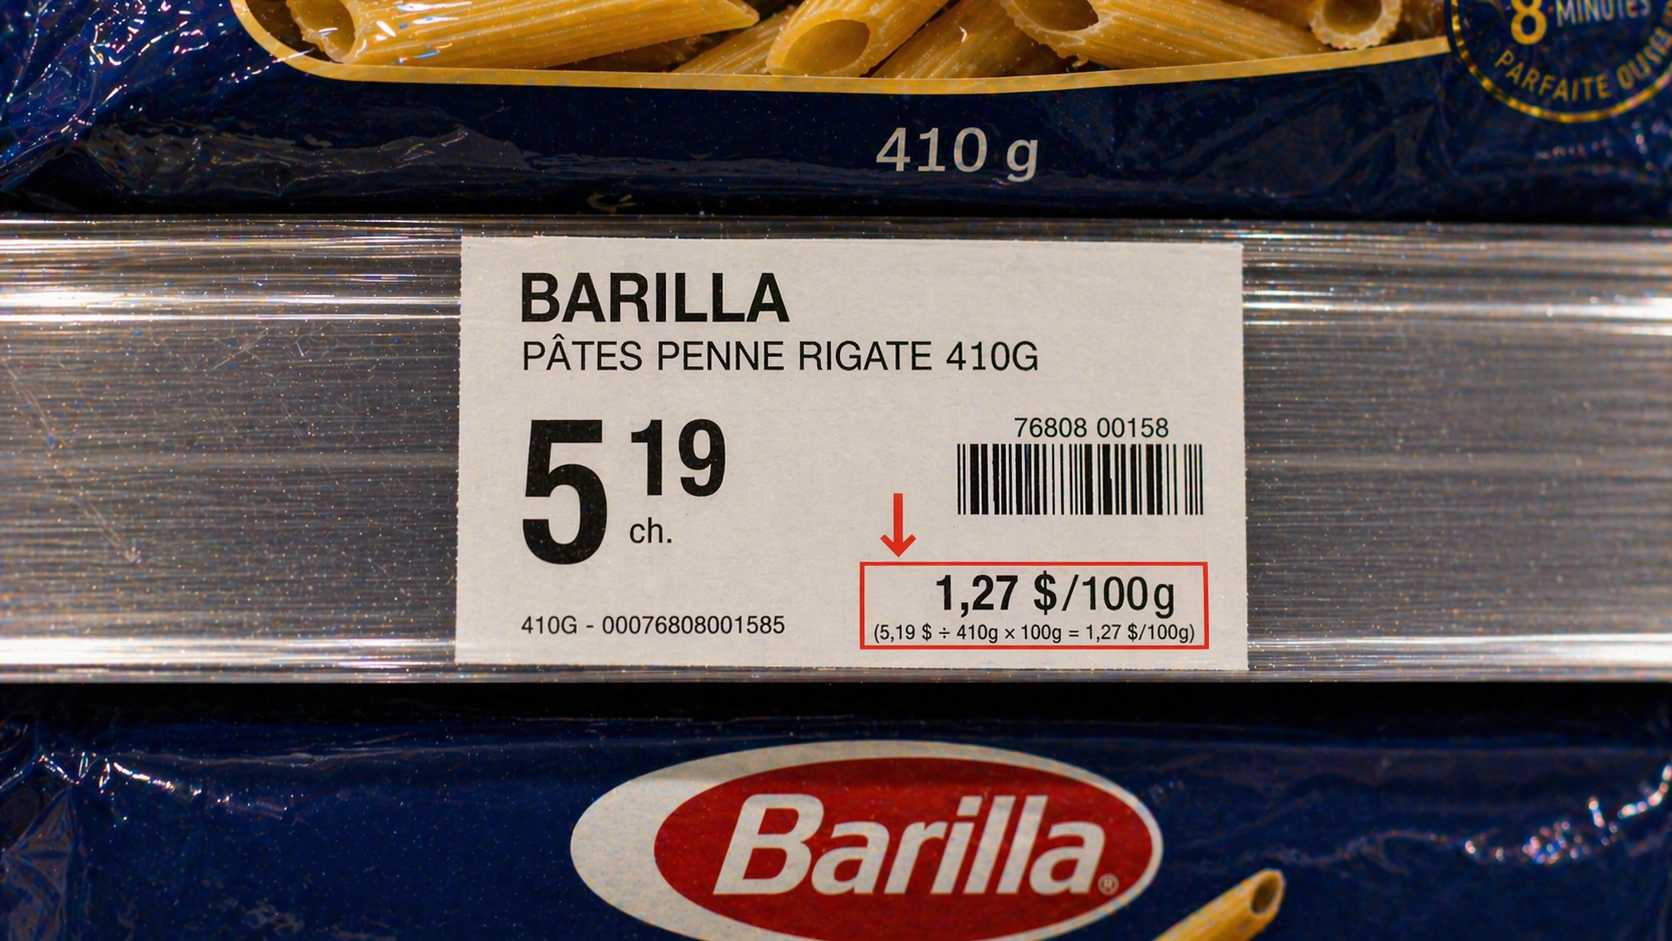 8 MINUTES
PARFAITE
410 g
BARILLA
PÂTES PENNE RIGATE 410G
5 19
ch.
76808 00158
1,27 $/100g
(5,19 $ ÷ 410g × 100g = 1,27 $/100g)
410G - 00076808001585
Barilla®